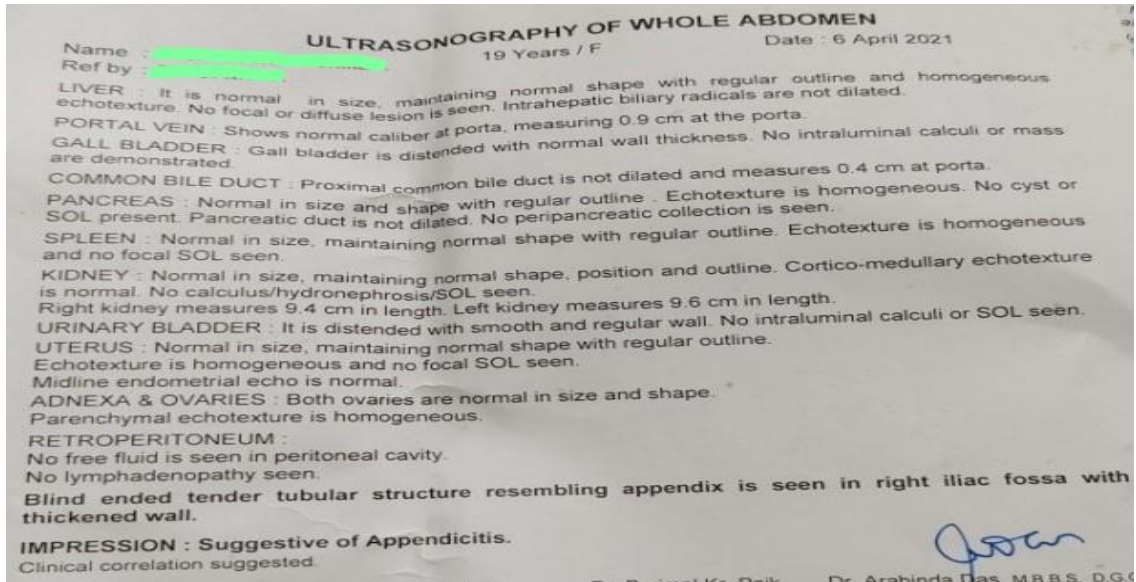 ULTRASONOGRAPHY OF WHOLE ABDOMEN
Name :
19 Years / F
Date : 6 April 2021
Ref by :
LIVER : It is normal in size, maintaining normal shape with regular outline and homogeneous
echotexture. No focal or diffuse lesion is seen. Intrahepatic biliary radicals are not dilated.
PORTAL VEIN : Shows normal caliber at porta, measuring 0.9 cm at the porta.
GALL BLADDER : Gall bladder is distended with normal wall thickness. No intraluminal calculi or mass
are demonstrated.
COMMON BILE DUCT : Proximal common bile duct is not dilated and measures 0.4 cm at porta.
PANCREAS : Normal in size and shape with regular outline . Echotexture is homogeneous. No cyst or
SOL present. Pancreatic duct is not dilated. No peripancreatic collection is seen.
SPLEEN : Normal in size, maintaining normal shape with regular outline. Echotexture is homogeneous
and no focal SOL seen.
KIDNEY : Normal in size, maintaining normal shape, position and outline. Cortico-medullary echotexture
is normal. No calculus/hydronephrosis/SOL seen.
Right kidney measures 9.4 cm in length. Left kidney measures 9.6 cm in length.
URINARY BLADDER : It is distended with smooth and regular wall. No intraluminal calculi or SOL seen.
UTERUS : Normal in size, maintaining normal shape with regular outline.
Echotexture is homogeneous and no focal SOL seen.
Midline endometrial echo is normal.
ADNEXA & OVARIES : Both ovaries are normal in size and shape.
Parenchymal echotexture is homogeneous.
RETROPERITONEUM :
No free fluid is seen in peritoneal cavity.
No lymphadenopathy seen.
Blind ended tender tubular structure resembling appendix is seen in right iliac fossa with
thickened wall.
IMPRESSION : Suggestive of Appendicitis.
Clinical correlation suggested.
Dr. Arabinda Das, M.B.B.S, D.G.O